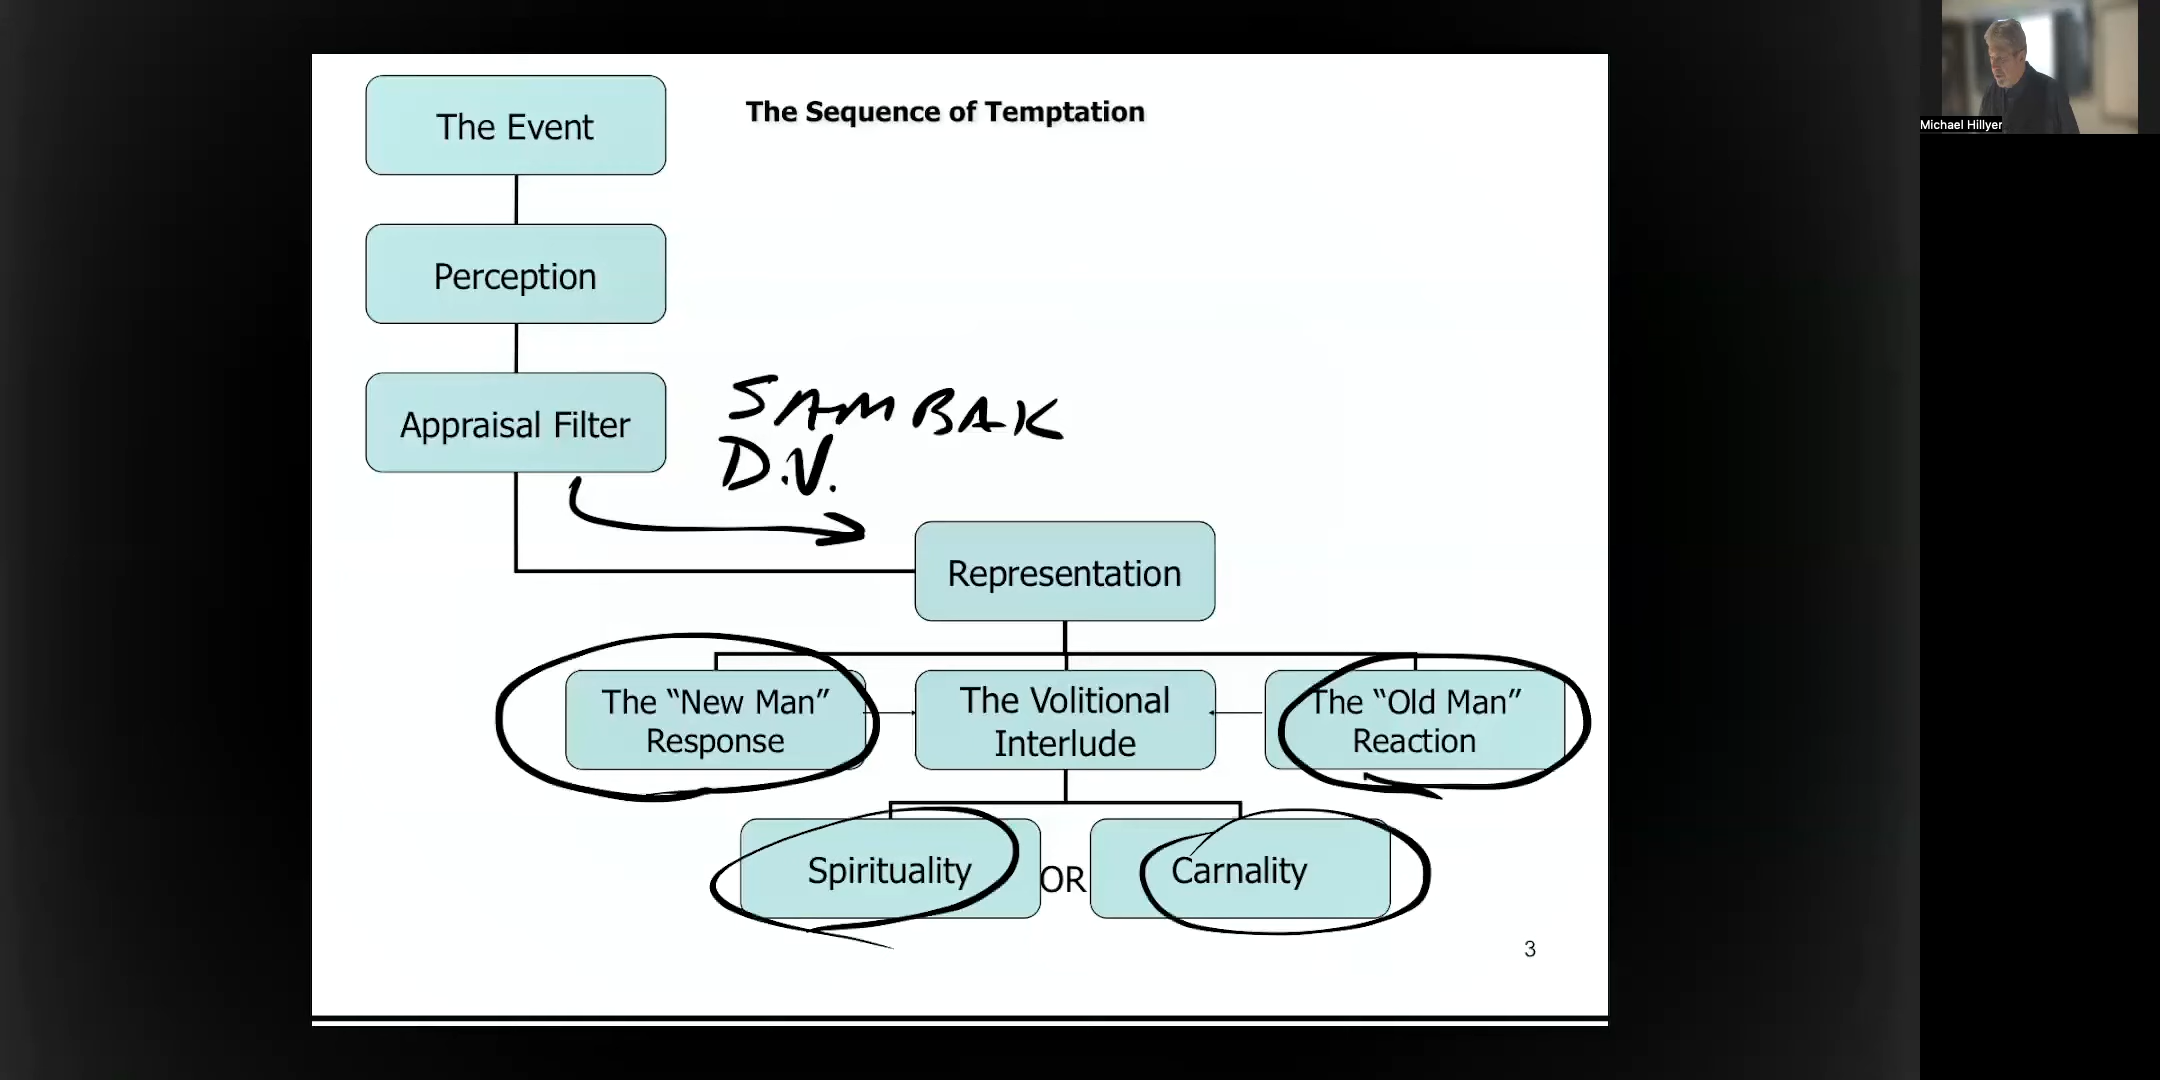 The Sequence of Temptation
The Event
Perception
Appraisal Filter
SAMBAK
D.V.
Representation
The “New Man”
Response
The Volitional
Interlude
The “Old Man”
Reaction
Spirituality
OR
Carnality
3
Michael Hillyer